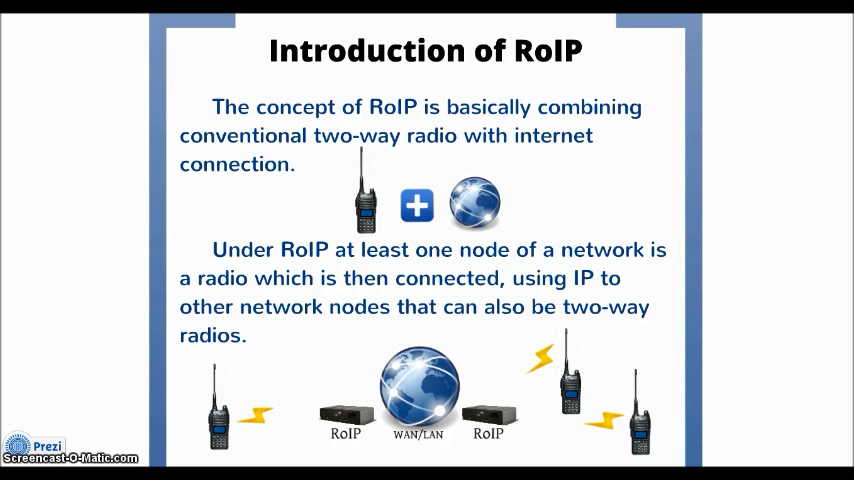 Introduction of RoIP
The concept of RoIP is basically combining
conventional two-way radio with internet
connection.
Under RoIP at least one node of a network is
a radio which is then connected, using IP to
other network nodes that can also be two-way
radios.
RoIP
WAN/LAN
RoIP
Prezi
Screencast-O-Matic.com